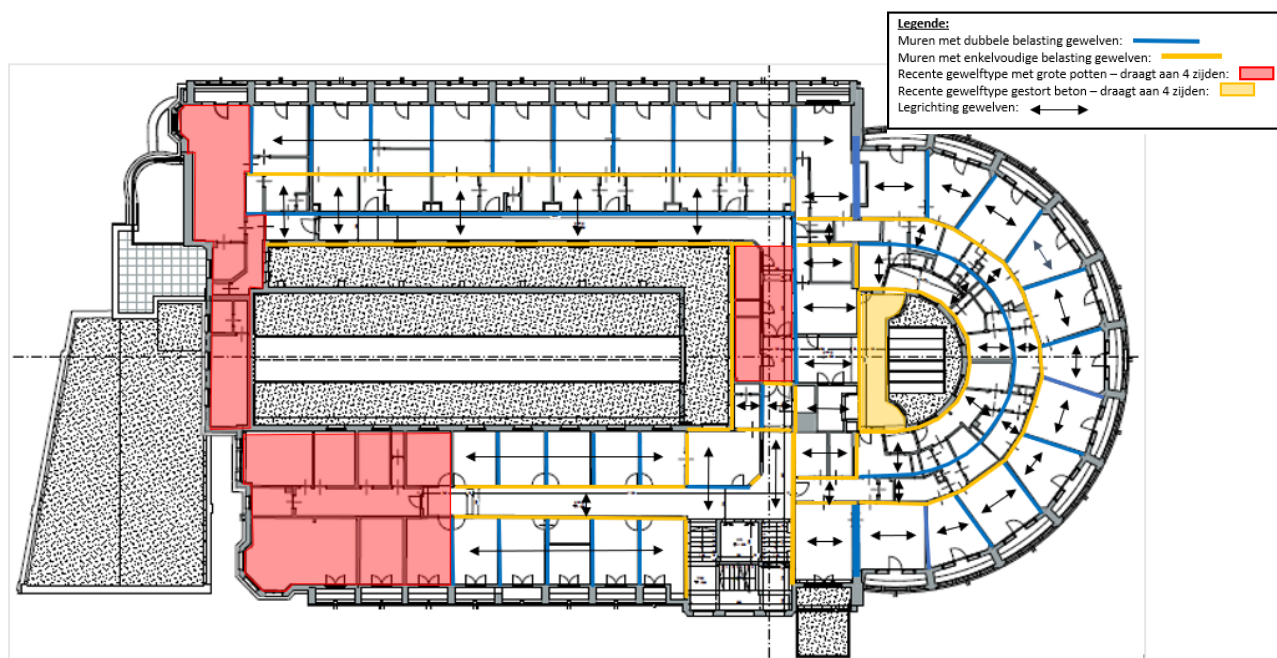 Legende:
Muren met dubbele belasting gewelven:
Muren met enkelvoudige belasting gewelven:
Recente gewelftype met grote potten – draagt aan 4 zijden:
Recente gewelftype gestort beton – draagt aan 4 zijden:
Legrichting gewelven: